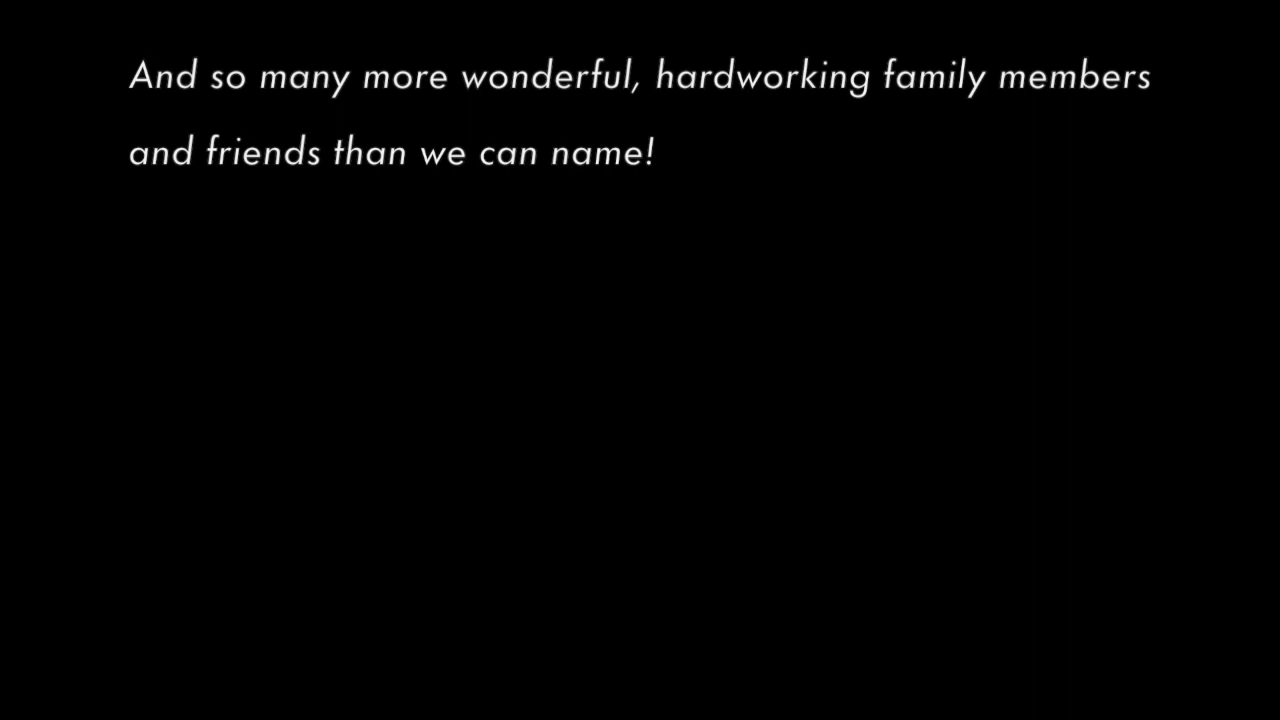 And so many more wonderful, hardworking family members
and friends than we can name!